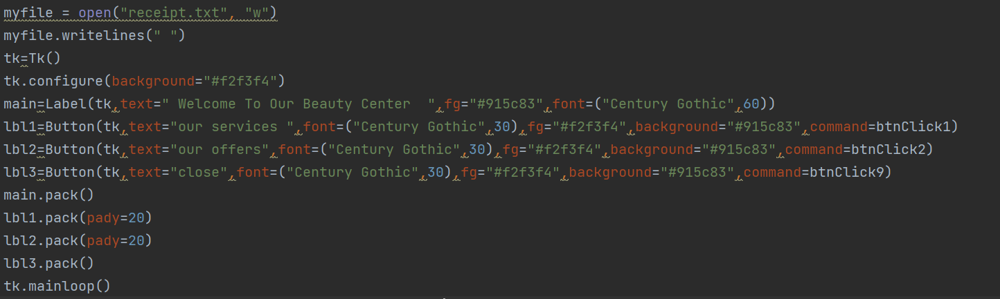 myfile = open("receipt.txt", "w")
myfile.writelines(" ")
tk=Tk()
tk.configure(background="#f2f3f4")
main=Label(tk,text=" Welcome To Our Beauty Center  ",fg="#915c83",font=("Century Gothic",60))
lbl1=Button(tk,text="our services ",font=("Century Gothic",30),fg="#f2f3f4",background="#915c83",command=btnClick1)
lbl2=Button(tk,text="our offers",font=("Century Gothic",30),fg="#f2f3f4",background="#915c83",command=btnClick2)
lbl3=Button(tk,text="close",font=("Century Gothic",30),fg="#f2f3f4",background="#915c83",command=btnClick9)
main.pack()
lbl1.pack(pady=20)
lbl2.pack(pady=20)
lbl3.pack()
tk.mainloop()